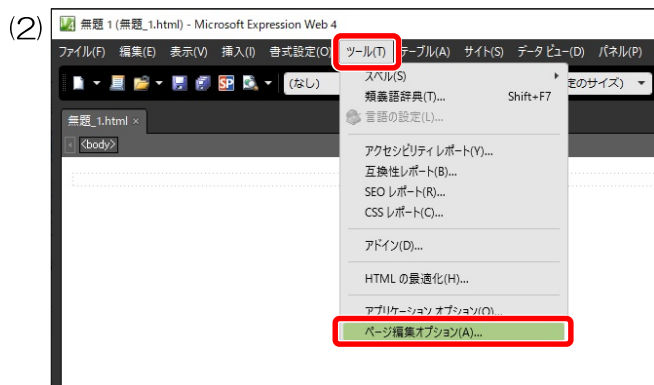 (2)
無題 1 (無題_1.html) - Microsoft Expression Web 4
ファイル(F) 編集(E) 表示(V) 挿入(I) 書式設定(O) ツール(T) テーブル(A) サイト(S) データ ビュー(D) パネル(P)
SP (なし) 定のサイズ)
無題_1.html ×
<body>
スペル(S)
類義語辞典(T)... Shift+F7
言語の設定(L)...
アクセシビリティ レポート(Y)...
互換性レポート(B)...
SEO レポート(R)...
CSS レポート(C)...
アドイン(D)...
HTML の最適化(H)...
アプリケーション オプション(O)...
ページ編集オプション(A)...